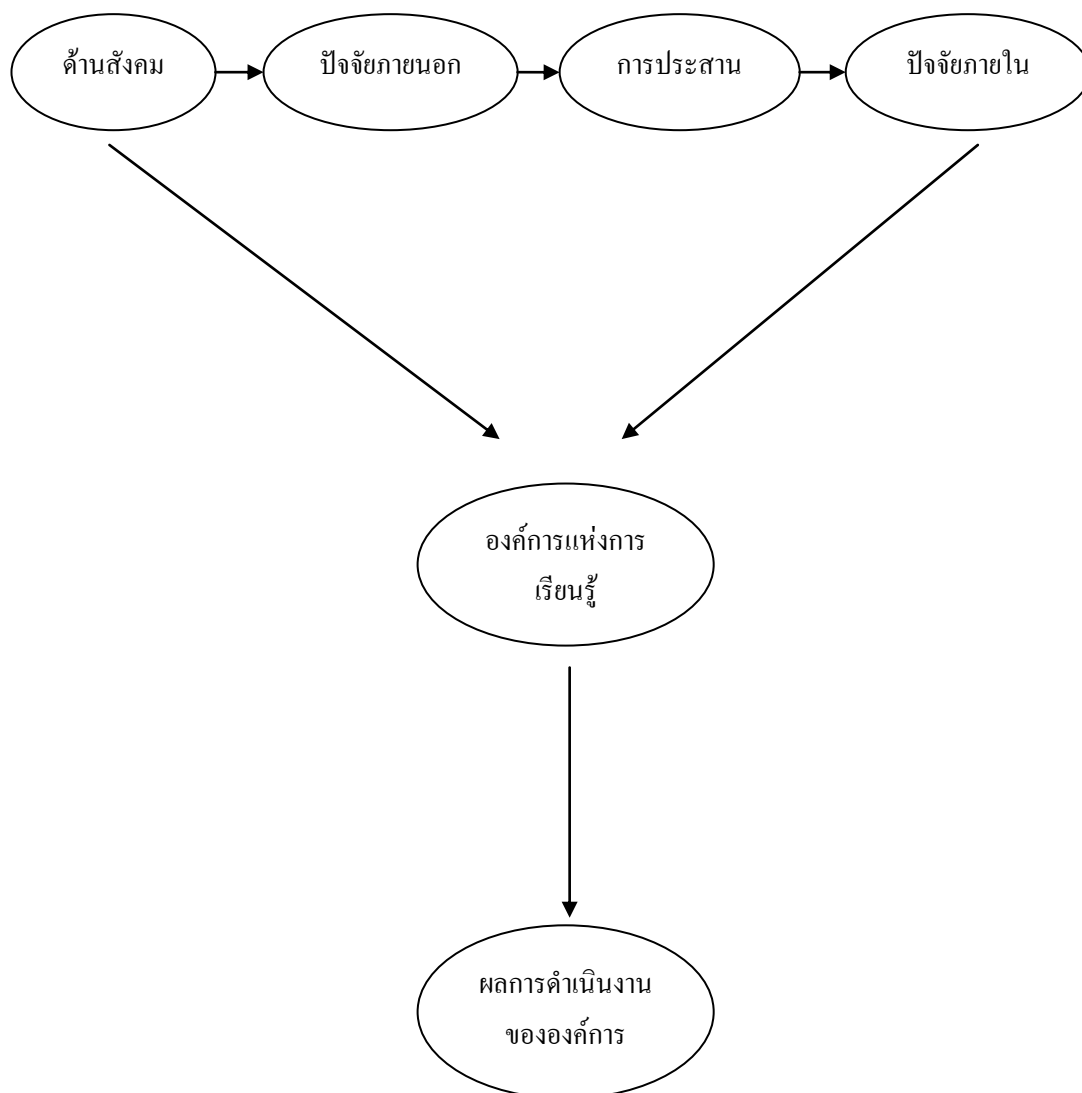 ด้านสังคม
ปัจจัยภายนอก
การประสาน
ปัจจัยภายใน
องค์การแห่งการ
เรียนรู้
ผลการดำเนินงาน
ขององค์การ